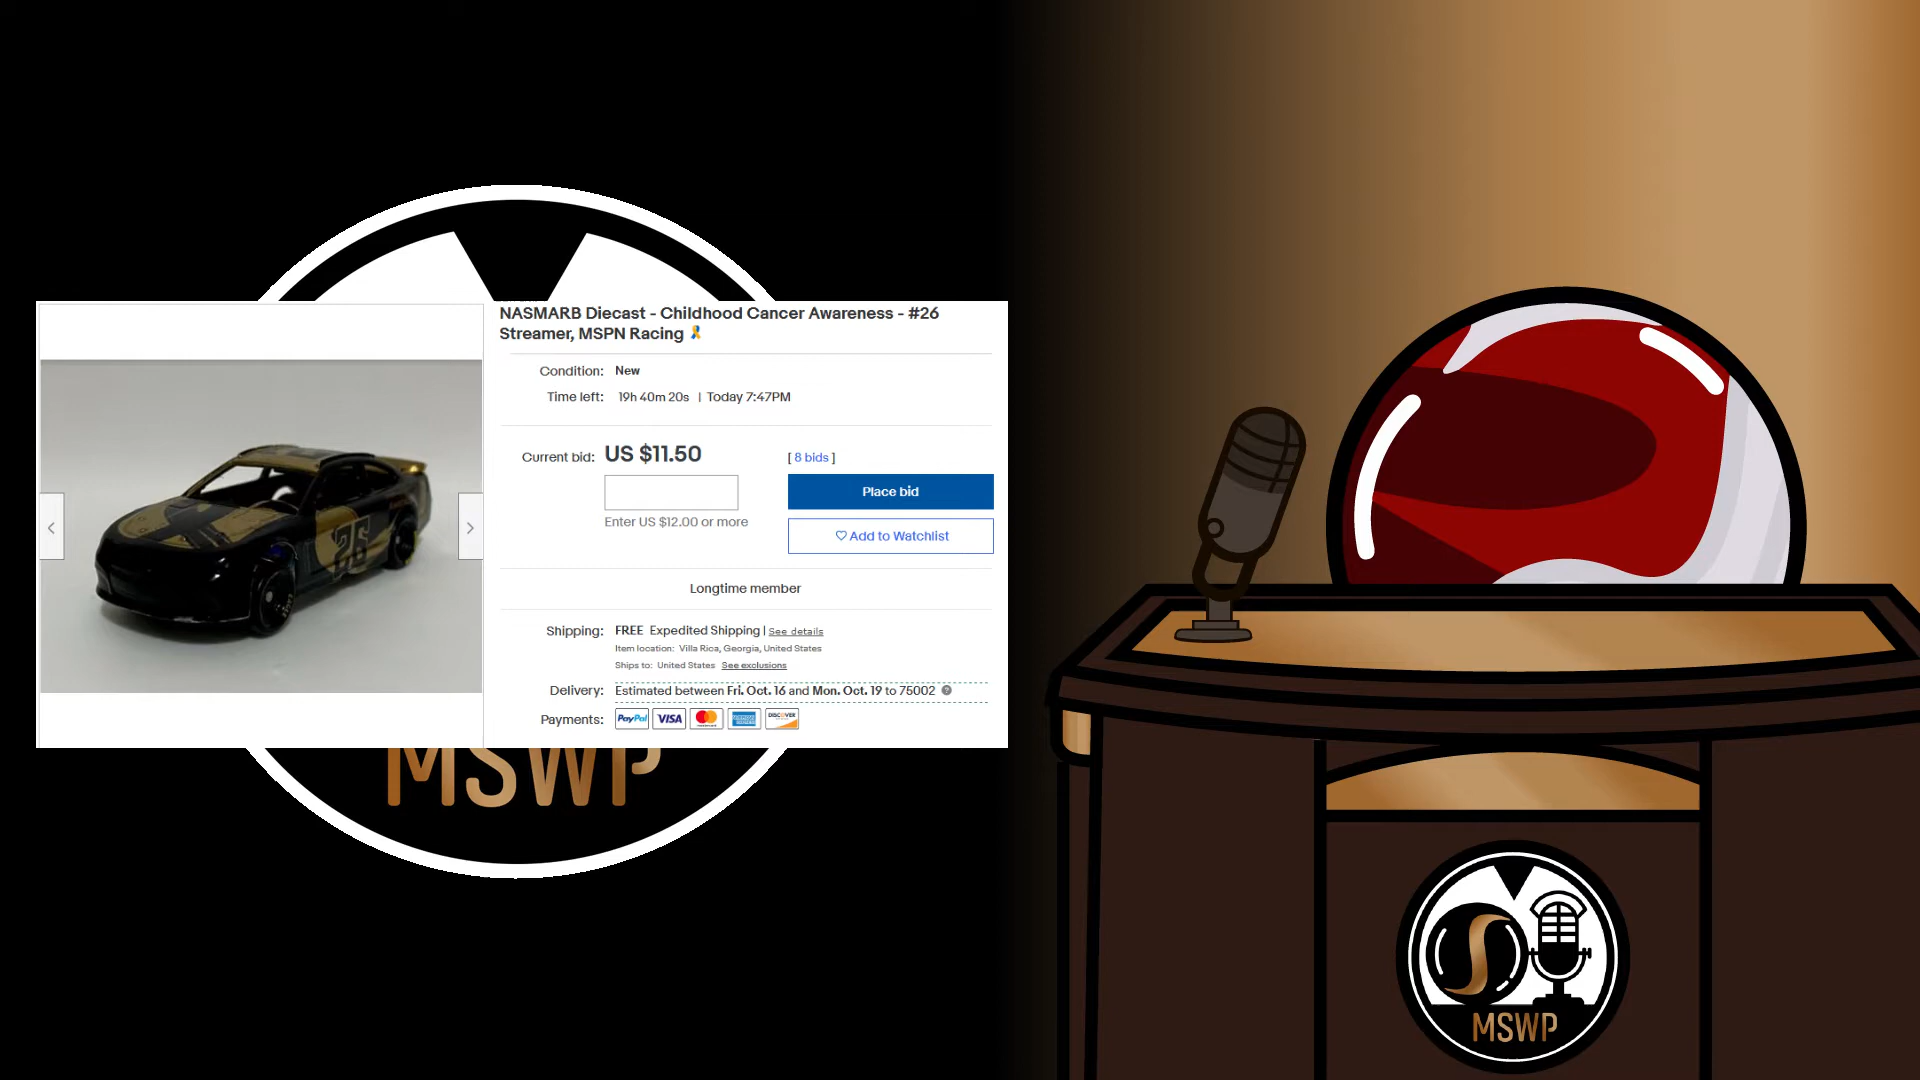 NASMARB Diecast - Childhood Cancer Awareness - #26
Streamer, MSPN Racing
Condition: New
Time left: 19h 40m 20s | Today 7:47PM
Current bid: US $11.50 [ 8 bids ]
Place bid
Enter US $12.00 or more
Add to Watchlist
Longtime member
Shipping: FREE Expedited Shipping | See details
Item location: Villa Rica, Georgia, United States
Ships to: United States See exclusions
Delivery: Estimated between Fri. Oct. 16 and Mon. Oct. 19 to 75002
Payments: PayPal VISA DISCOVER
26
MSWP
MSWP